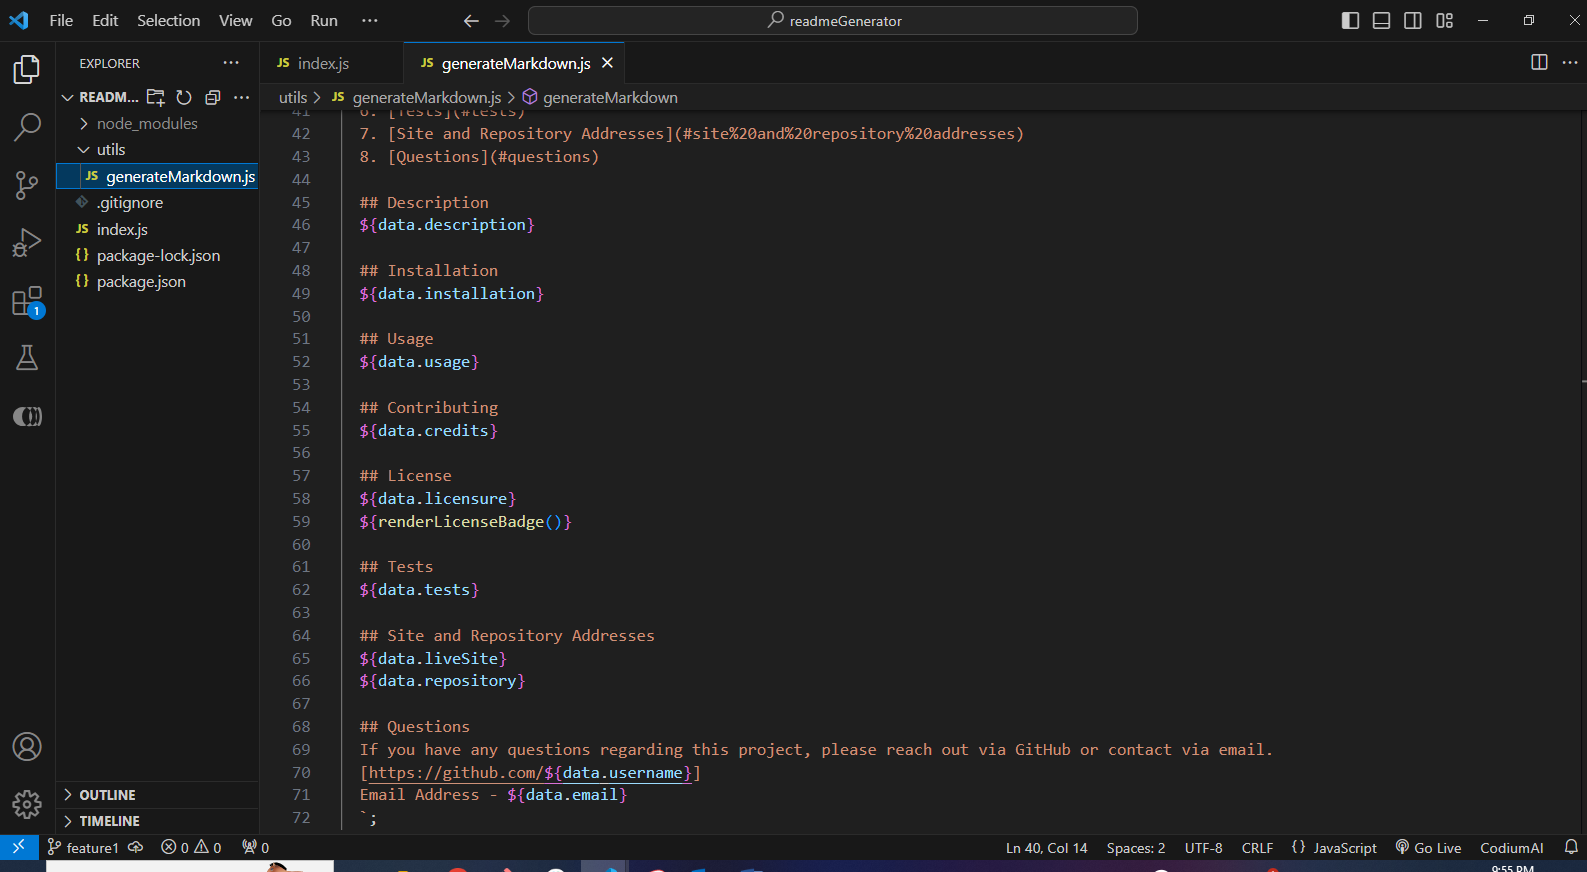 File Edit Selection View Go Run ...
readmeGenerator
EXPLORER
READM...
node_modules
utils
JS generateMarkdown.js
.gitignore
JS index.js
{} package-lock.json
{} package.json
1
OUTLINE
TIMELINE
JS index.js
JS generateMarkdown.js
utils > JS generateMarkdown.js > generateMarkdown
41 6. [Tests](#tests)
42 7. [Site and Repository Addresses](#site%20and%20repository%20addresses)
43 8. [Questions](#questions)
44
45 ## Description
46 ${data.description}
47
48 ## Installation
49 ${data.installation}
50
51 ## Usage
52 ${data.usage}
53
54 ## Contributing
55 ${data.credits}
56
57 ## License
58 ${data.licensure}
59 ${renderLicenseBadge()}
60
61 ## Tests
62 ${data.tests}
63
64 ## Site and Repository Addresses
65 ${data.liveSite}
66 ${data.repository}
67
68 ## Questions
69 If you have any questions regarding this project, please reach out via GitHub or contact via email.
70 [https://github.com/${data.username}]
71 Email Address - ${data.email}
72 `;
feature1 0 0 0 Ln 40, Col 14 Spaces: 2 UTF-8 CRLF {} JavaScript Go Live CodiumAI
9:55 PM